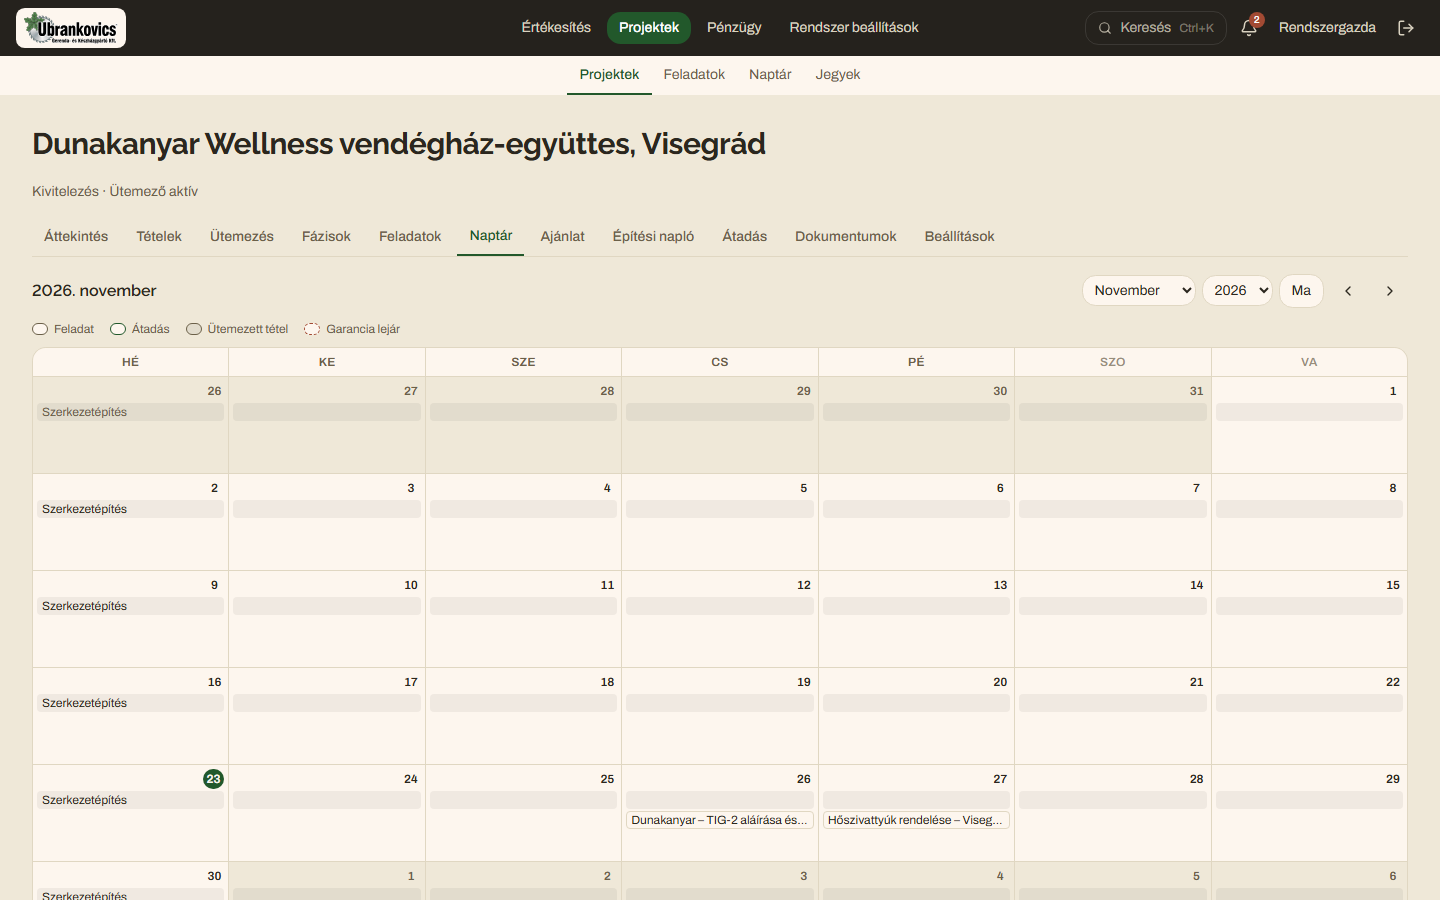 Ubrankovics
Gerenda- és Készházgyártó Kft.
Értékesítés
Projektek
Pénzügy
Rendszer beállítások
Keresés Ctrl+K
2
Rendszergazda
Projektek
Feladatok
Naptár
Jegyek
Dunakanyar Wellness vendégház-együttes, Visegrád
Kivitelezés · Ütemező aktív
Áttekintés
Tételek
Ütemezés
Fázisok
Feladatok
Naptár
Ajánlat
Építési napló
Átadás
Dokumentumok
Beállítások
2026. november
November
2026
Ma
Feladat
Átadás
Ütemezett tétel
Garancia lejár
HÉ KE SZE CS PÉ SZO VA
26 27 28 29 30 31 1
Szerkezetépítés
2 3 4 5 6 7 8
Szerkezetépítés
9 10 11 12 13 14 15
Szerkezetépítés
16 17 18 19 20 21 22
Szerkezetépítés
23 24 25 26 27 28 29
Szerkezetépítés
Dunakanyar – TIG-2 aláírása és...
Hőszivattyúk rendelése – Viseg...
30 1 2 3 4 5 6
Szerkezetépítés